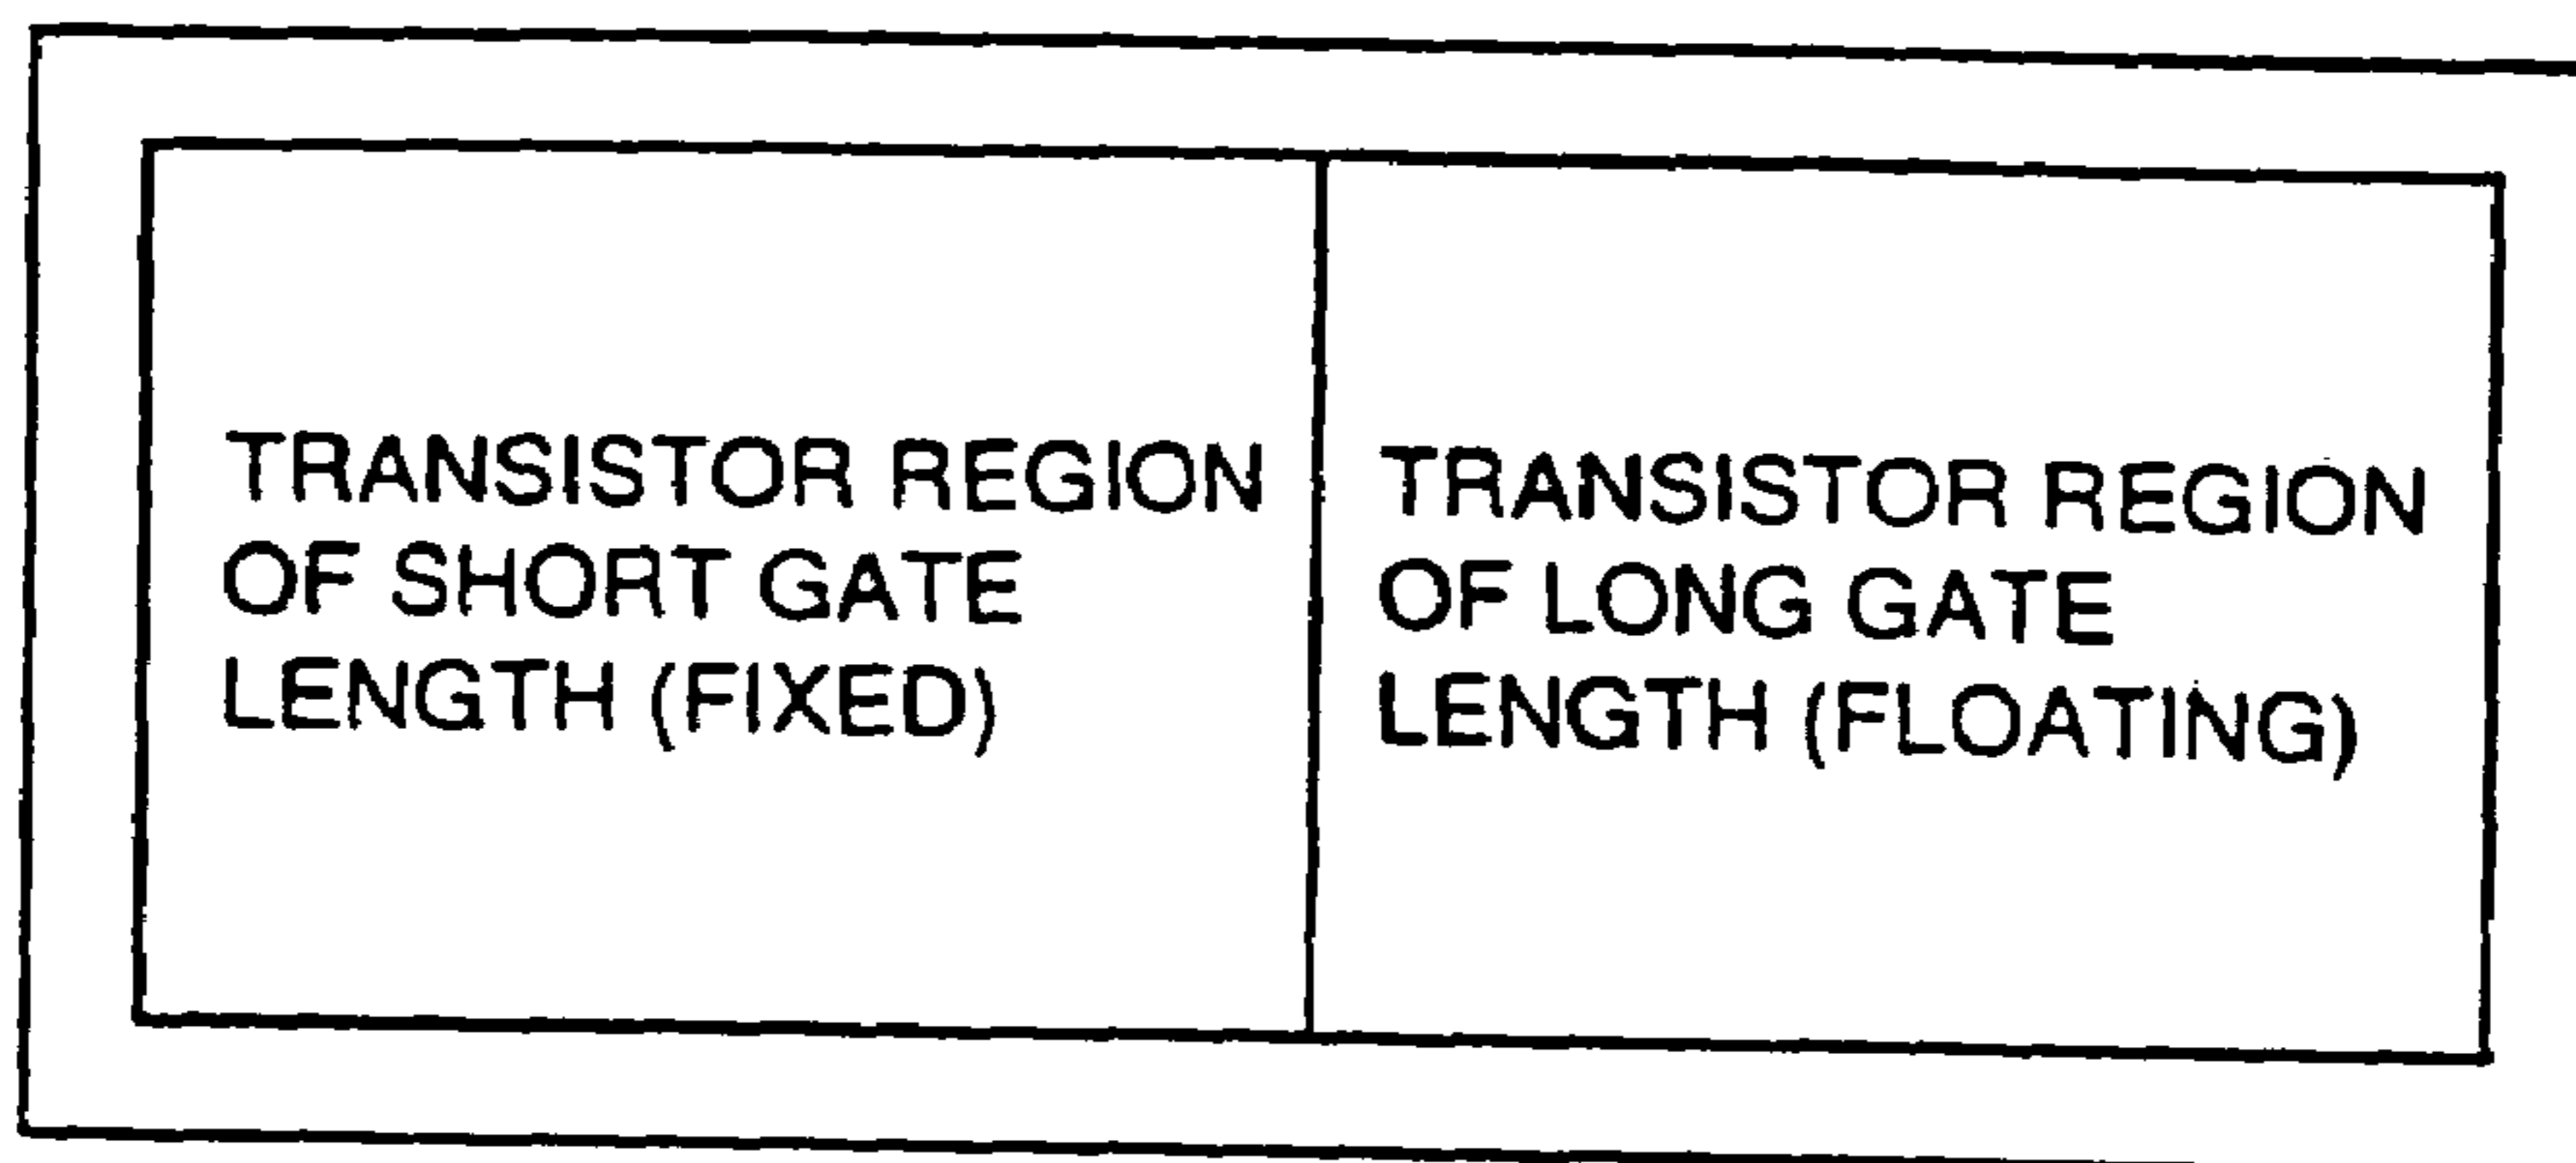 TRANSISTOR REGION
OF SHORT GATE
LENGTH (FIXED)
TRANSISTOR REGION
OF LONG GATE
LENGTH (FLOATING)